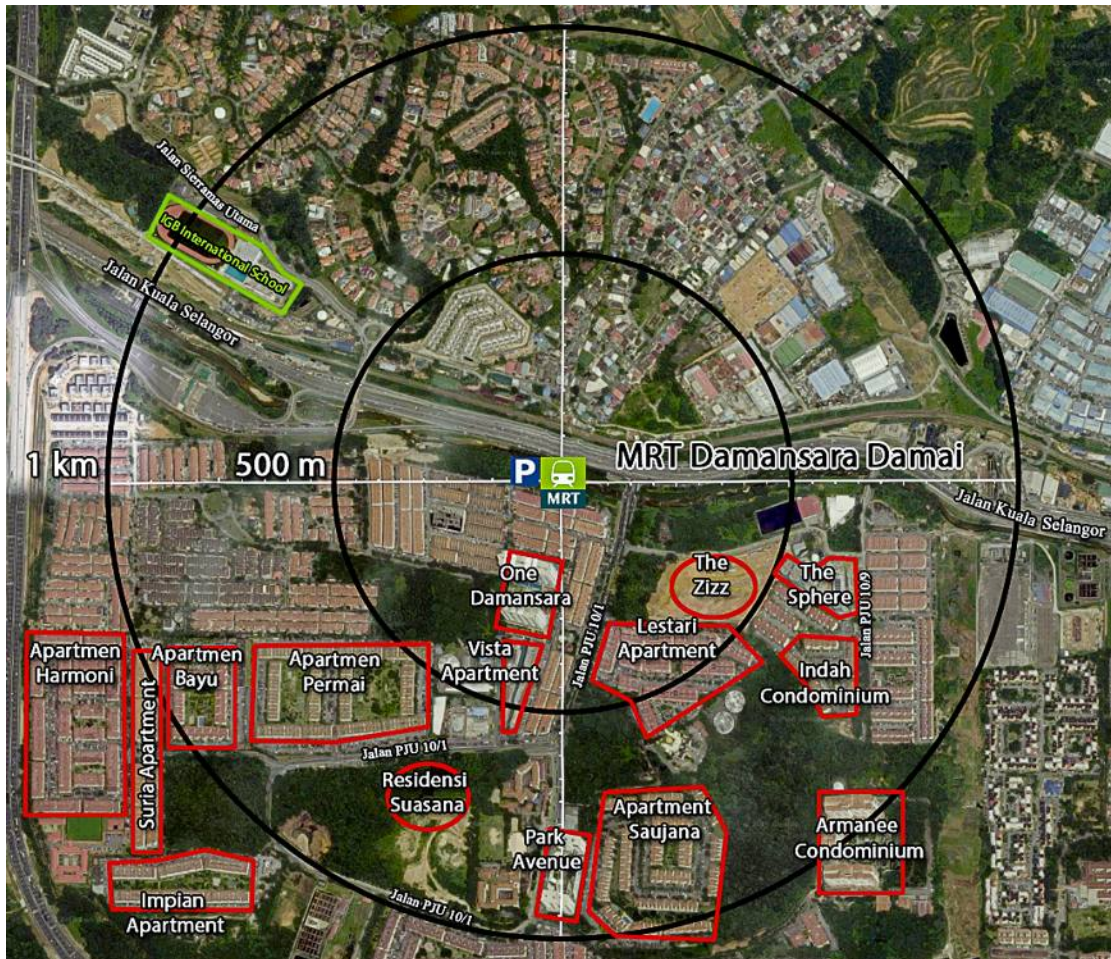 Jalan Sierramas Utama
IGB International School
Jalan Kuala Selangor
1 km
500 m
P
MRT
MRT Damansara Damai
Jalan Kuala Selangor
One
Damansara
The
Zizz
The
Sphere
Jalan PJU 10/9
Jalan PJU 10/1
Lestari
Apartment
Vista
Apartment
Indah
Condominium
Apartmen
Harmoni
Suria Apartment
Apartmen
Bayu
Apartmen
Permai
Jalan PJU 10/1
Residensi
Suasana
Park
Avenue
Apartment
Saujana
Armanee
Condominium
Impian
Apartment
Jalan PJU 10/1